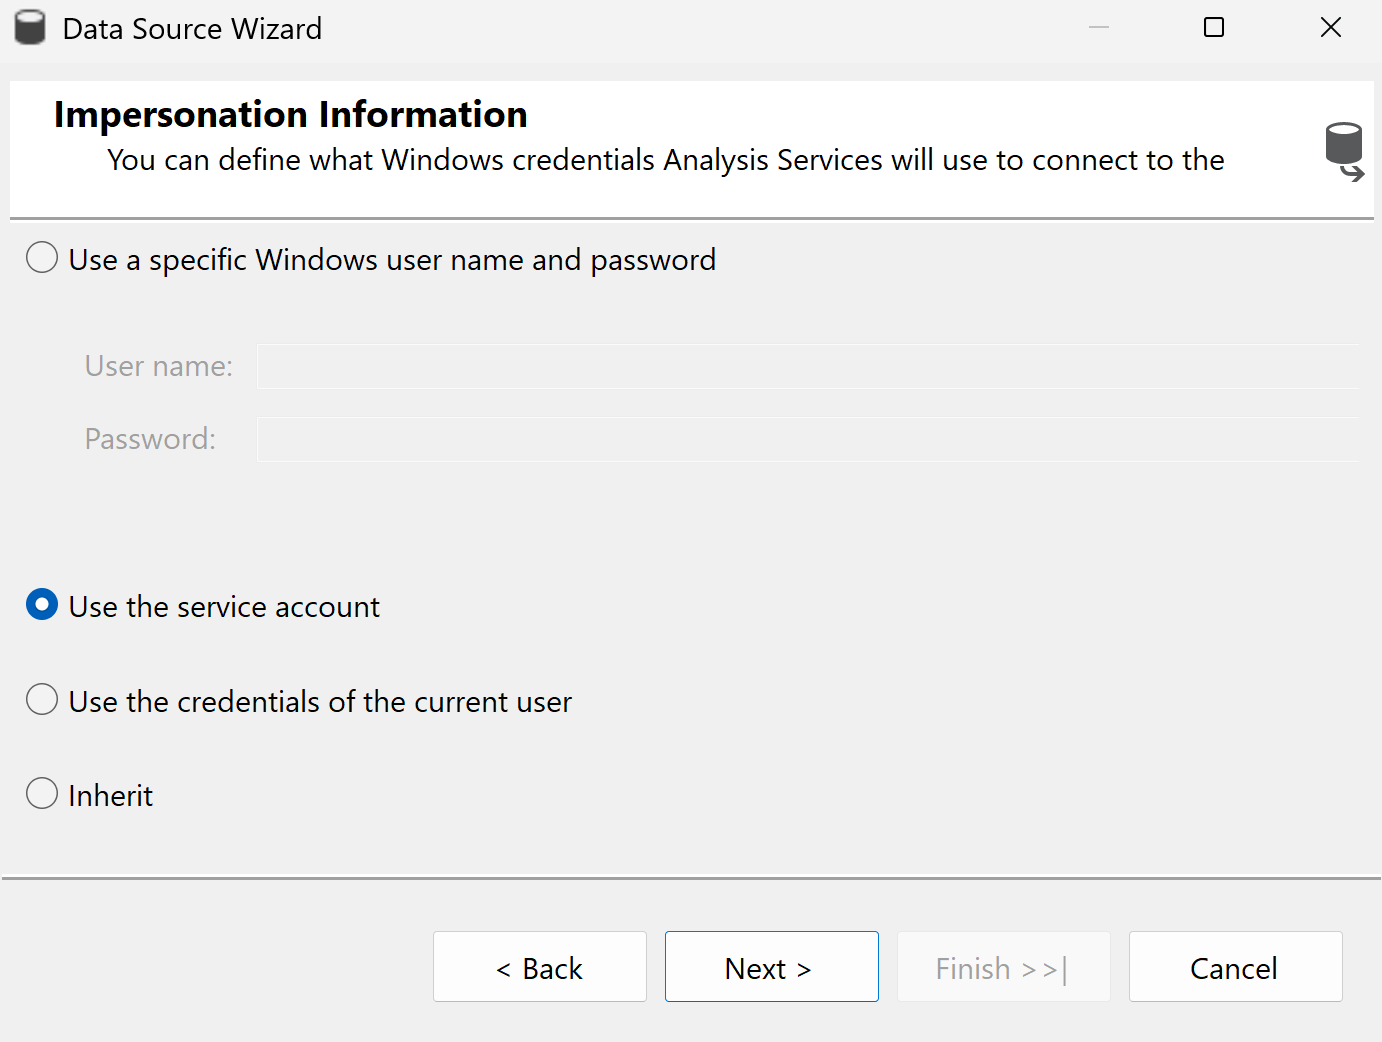 Data Source Wizard
Impersonation Information
You can define what Windows credentials Analysis Services will use to connect to the
Use a specific Windows user name and password
User name:
Password:
Use the service account
Use the credentials of the current user
Inherit
< Back
Next >
Finish >>|
Cancel